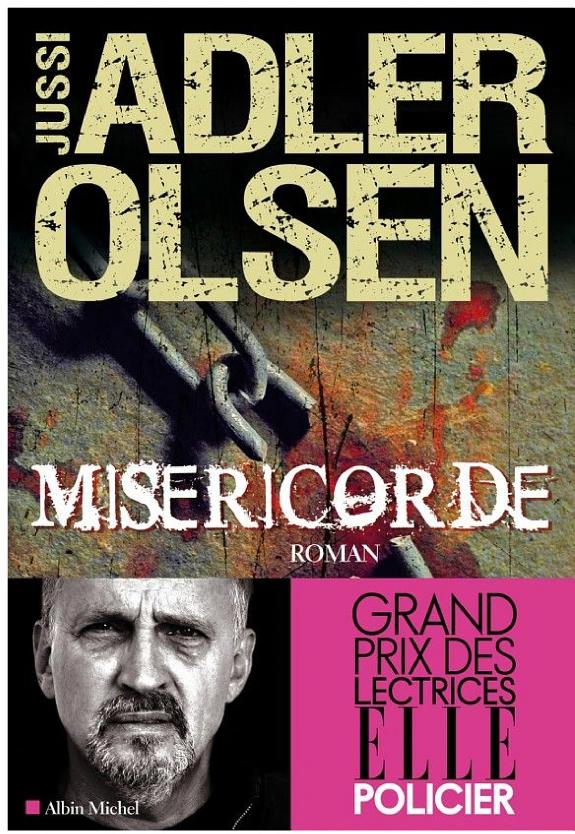 JUSSI
ADLER
OLSEN
MISERICORDE
ROMAN
GRAND
PRIX DES
LECTRICES
ELLE
POLICIER
Albin Michel